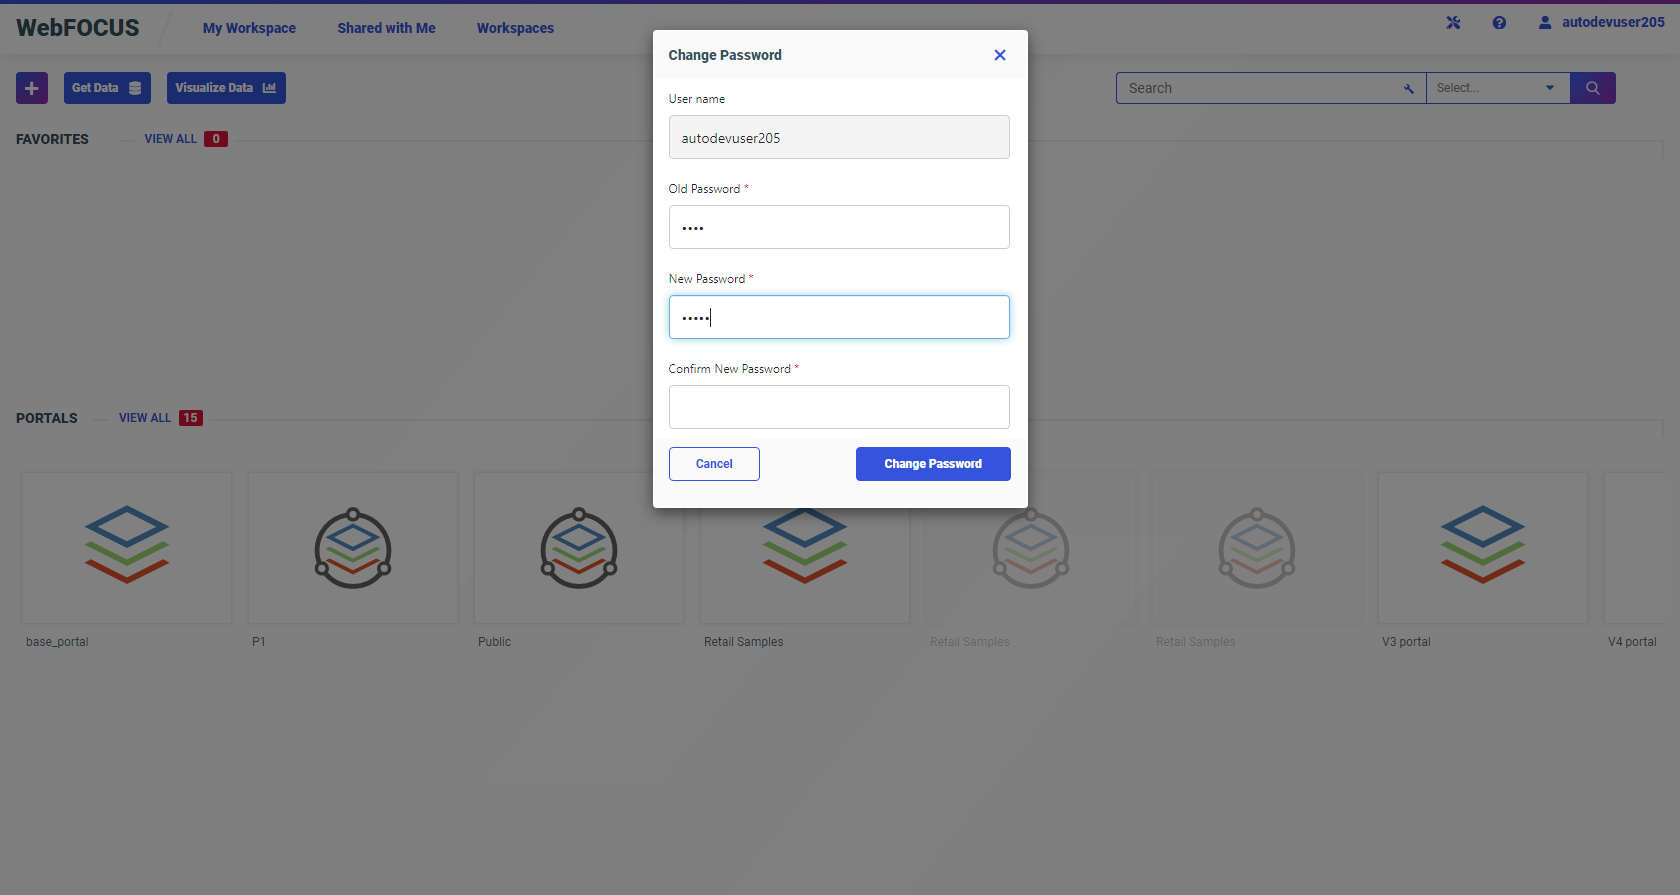 WebFOCUS
My Workspace
Shared with Me
Workspaces
autodevuser205
Get Data
Visualize Data
Search
Select...
FAVORITES
VIEW ALL 0
Change Password
User name
autodevuser205
Old Password *
••••
New Password *
•••••
Confirm New Password *
Cancel
Change Password
PORTALS
VIEW ALL 15
base_portal
P1
Public
Retail Samples
Retail Samples
Retail Samples
V3 portal
V4 portal